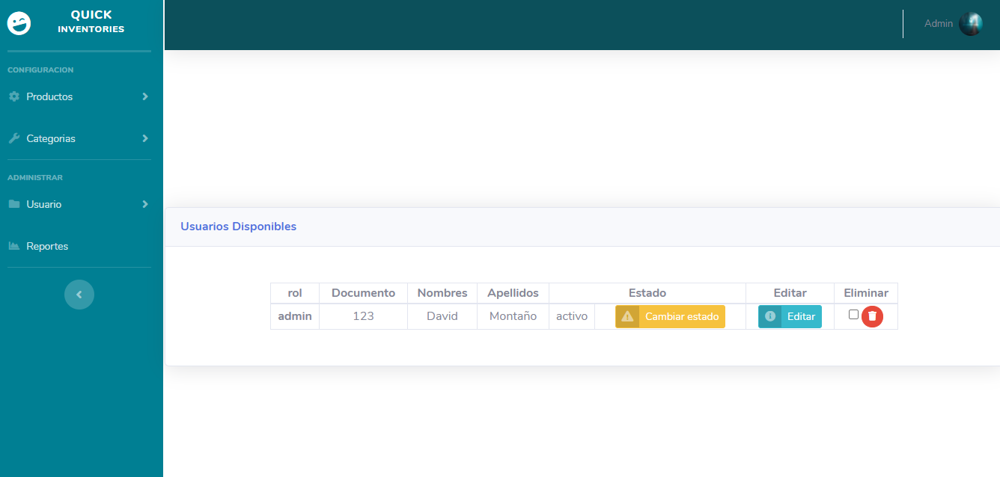 QUICK
INVENTORIES
Admin
CONFIGURACION
Productos
Categorias
ADMINISTRAR
Usuario
Reportes
Usuarios Disponibles
rol Documento Nombres Apellidos Estado Editar Eliminar
admin 123 David Montaño activo Cambiar estado Editar